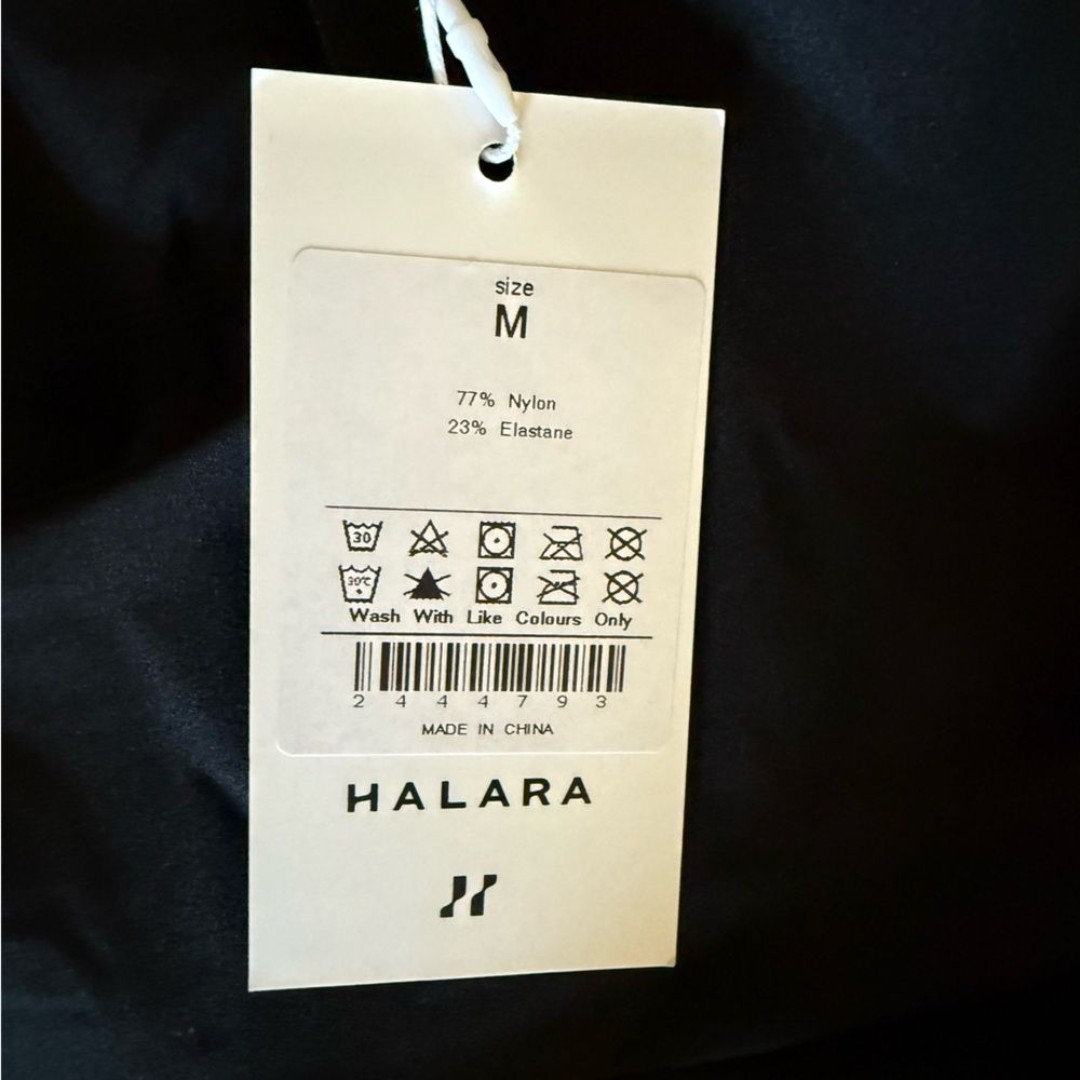 size
M
77% Nylon
23% Elastane
30
30℃
Wash With Like Colours Only
2 4 4 4 7 9 3
MADE IN CHINA
HALARA